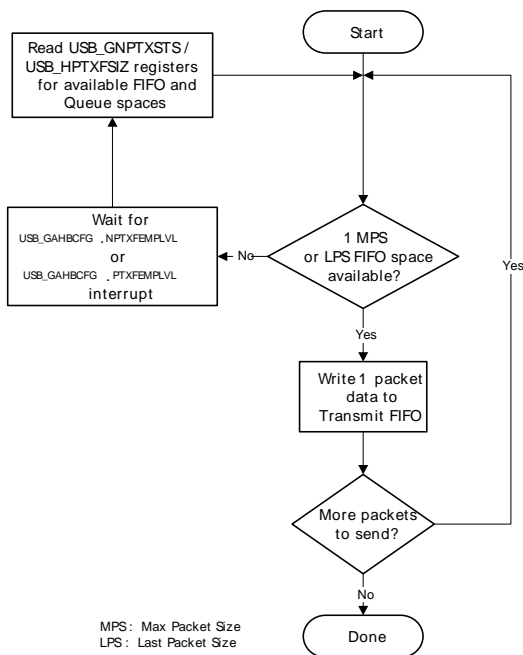 Start
Read USB_GNPTXSTS /
USB_HPTXFSIZ registers
for available FIFO and
Queue spaces
Wait for
USB_GAHBCFG .NPTXFEMPLVL
or
USB_GAHBCFG . PTXFEMPLVL
interrupt
No
1 MPS
or LPS FIFO space
available?
Yes
Yes
Write 1 packet
data to
Transmit FIFO
More packets
to send?
No
Done
MPS : Max Packet Size
LPS : Last Packet Size